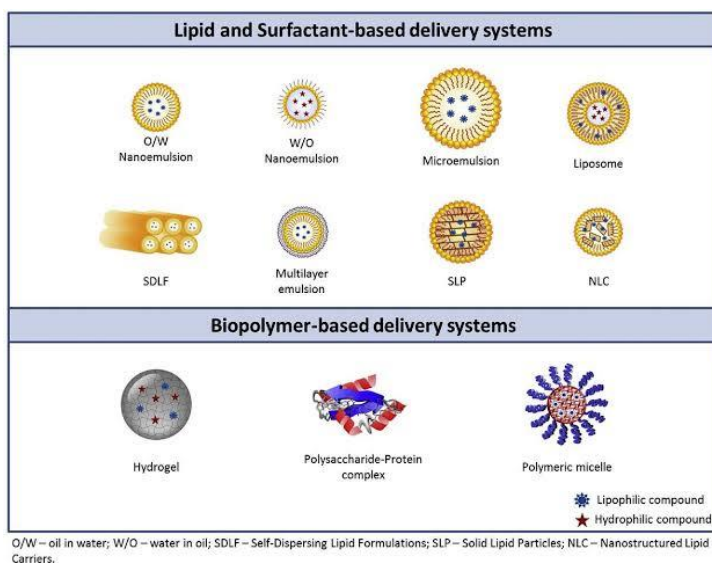 Lipid and Surfactant-based delivery systems
O/W
Nanoemulsion
W/O
Nanoemulsion
Microemulsion
Liposome
SDLF
Multilayer
emulsion
SLP
NLC
Biopolymer-based delivery systems
Hydrogel
Polysaccharide-Protein
complex
Polymeric micelle
Lipophilic compound
Hydrophilic compound
O/W – oil in water; W/O – water in oil; SDLF – Self-Dispersing Lipid Formulations; SLP – Solid Lipid Particles; NLC – Nanostructured Lipid
Carriers.